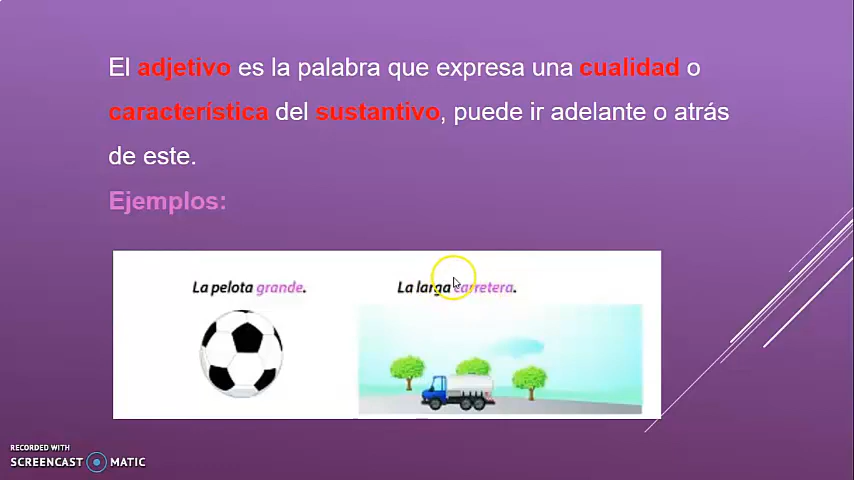 El adjetivo es la palabra que expresa una cualidad o
característica del sustantivo, puede ir adelante o atrás
de este.
Ejemplos:
La pelota grande.
La larga carretera.
RECORDED WITH
SCREENCAST MATIC